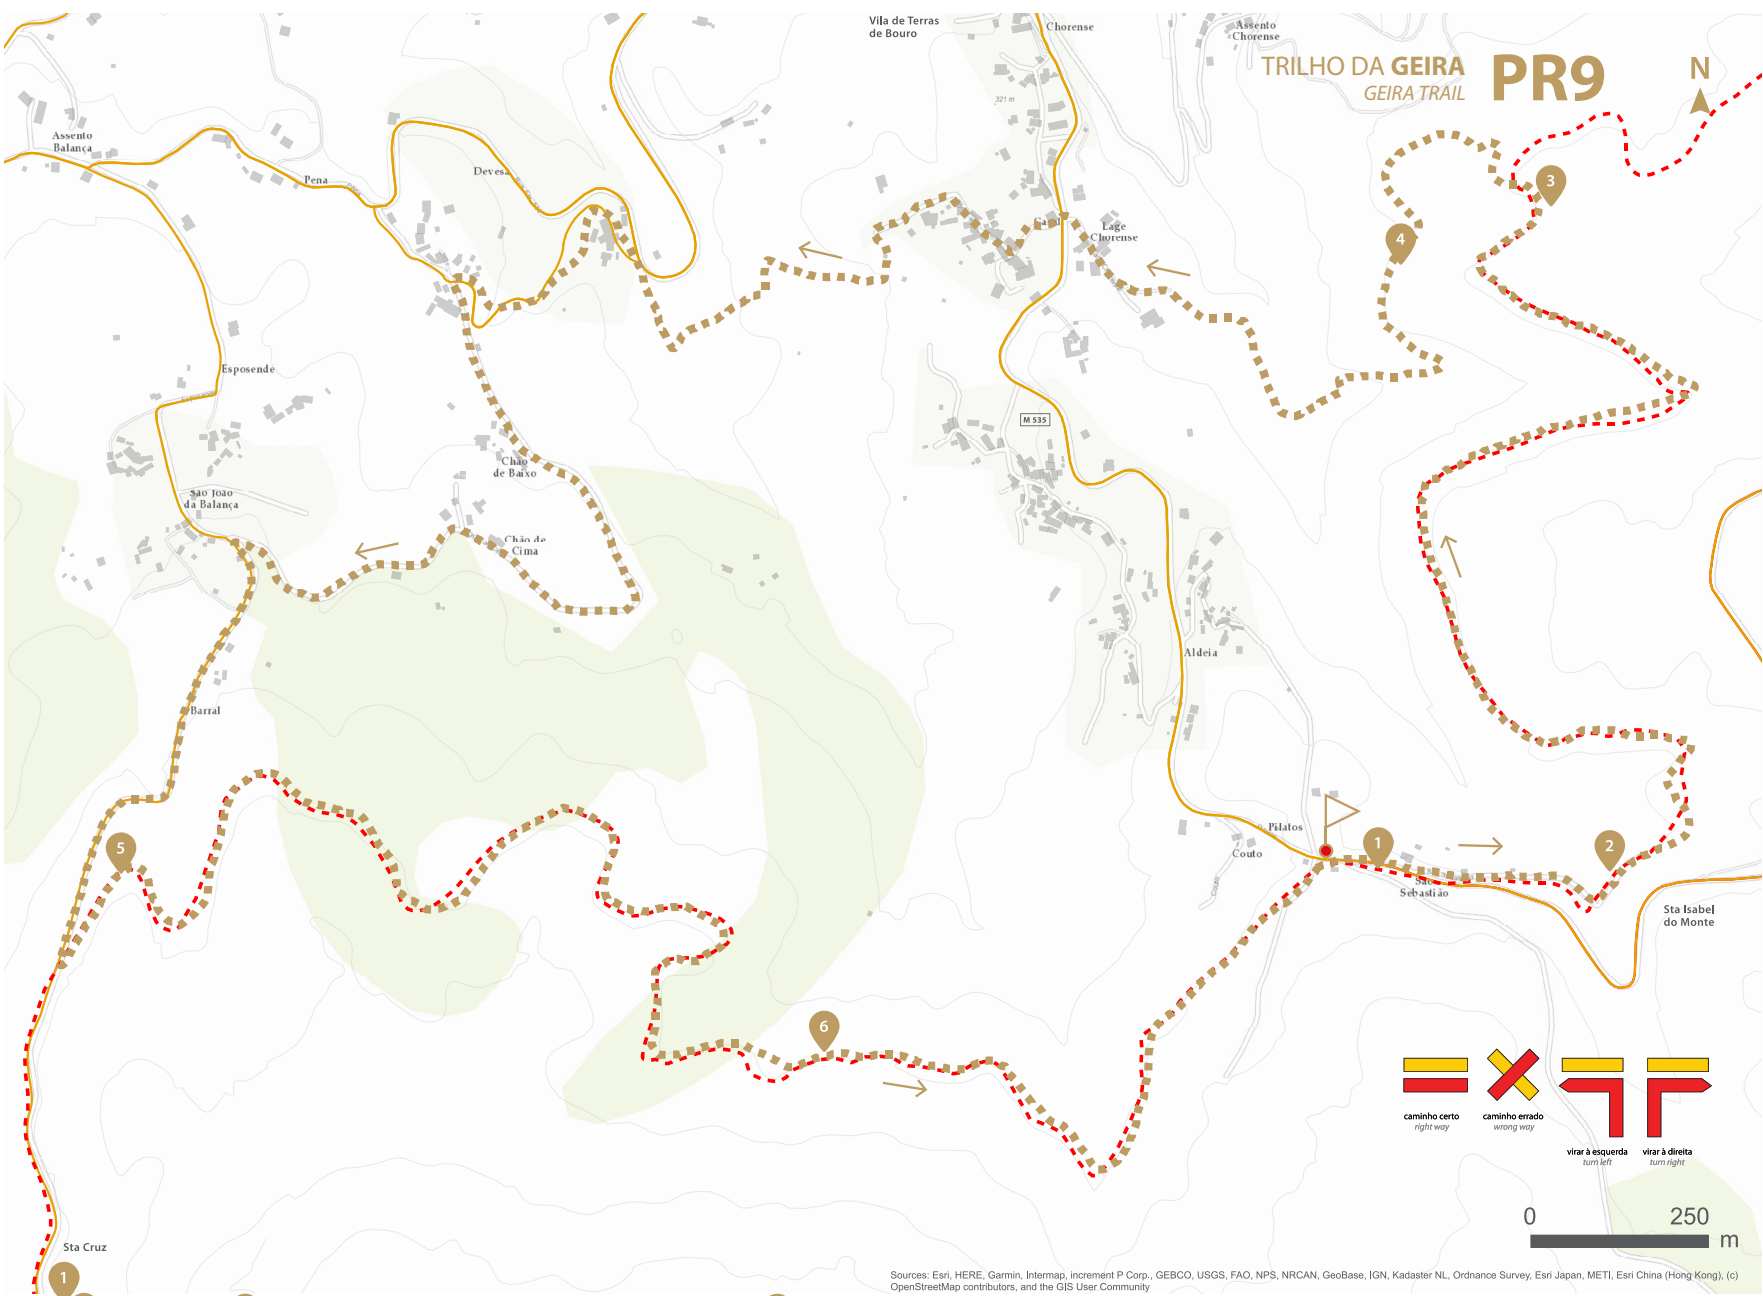 Vila de Terras
de Bouro
Chorense
Assento
Chorense
TRILHO DA GEIRA
GEIRA TRAIL
PR9
N
321 m
Assento
Balança
Pena
Devesa
Lage
Chorense
3
4
Esposende
M 535
Chão
de Baixo
São João
da Balança
Chão de
Cima
Aldeia
Barral
5
Pilatos
Couto
Couto
1
2
São
Sebastião
Sta Isabel
do Monte
6
caminho certo
right way
caminho errado
wrong way
virar à esquerda
turn left
virar à direita
turn right
0
250
m
Sta Cruz
1
Sources: Esri, HERE, Garmin, Intermap, increment P Corp., GEBCO, USGS, FAO, NPS, NRCAN, GeoBase, IGN, Kadaster NL, Ordnance Survey, Esri Japan, METI, Esri China (Hong Kong), (c)
OpenStreetMap contributors, and the GIS User Community